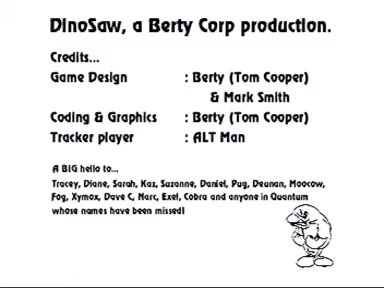 DinoSaw, a Berty Corp production.
Credits...
Game Design : Berty (Tom Cooper)
& Mark Smith
Coding & Graphics : Berty (Tom Cooper)
Tracker player : ALT Man
A BIG hello to...
Tracey, Diane, Sarah, Kaz, Suzanne, Daniel, Pug, Deunan, Moocow,
Fog, Xymox, Dave C, Marc, Exel, Cobra and anyone in Quantum
whose names have been missed!